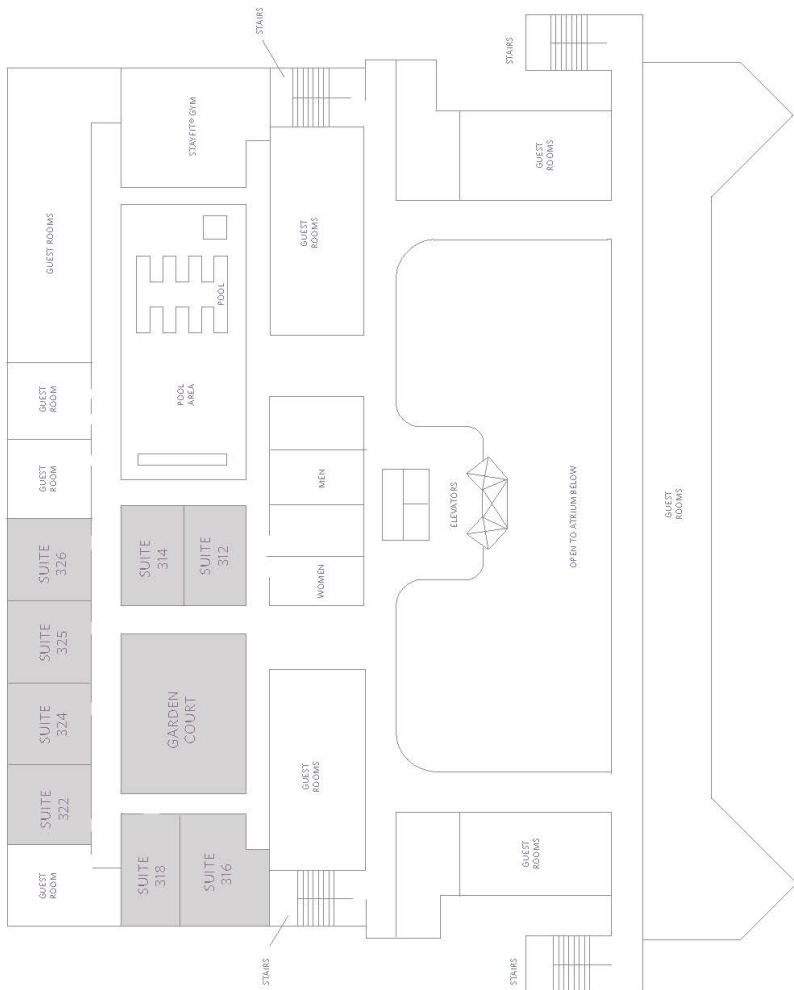 STAIRS
STAIRS
STAYFIT® GYM
GUEST
ROOMS
GUEST ROOMS
GUEST
ROOMS
POOL
POOL
AREA
GUEST
ROOM
GUEST
ROOM
MEN
ELEVATORS
OPEN TO ATRIUM BELOW
GUEST
ROOMS
SUITE
326
SUITE
314
SUITE
312
WOMEN
SUITE
325
SUITE
324
GARDEN
COURT
SUITE
322
GUEST
ROOMS
GUEST
ROOM
SUITE
318
SUITE
316
GUEST
ROOMS
STAIRS
STAIRS